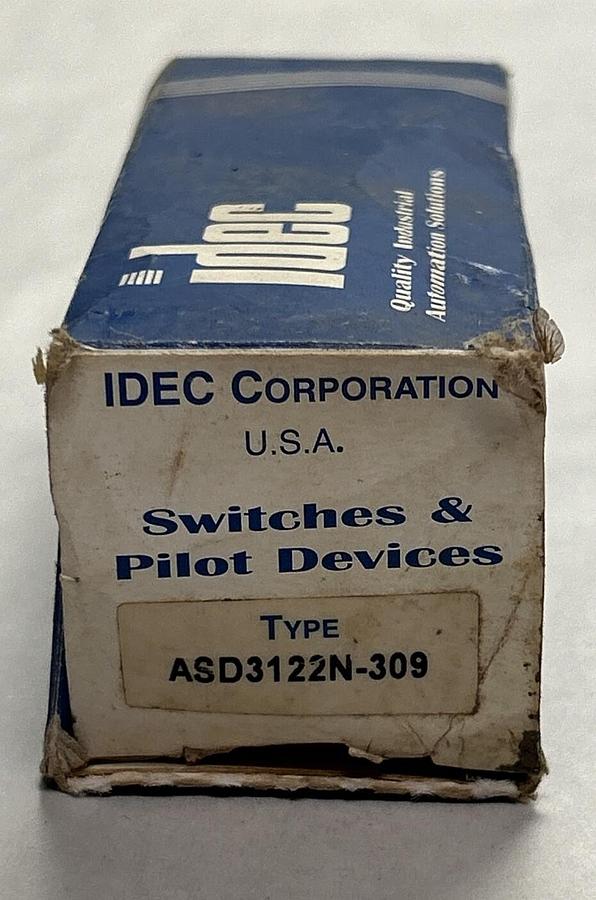 idec
Quality Industrial
Automation Solutions
IDEC CORPORATION
U.S.A.
Switches &
Pilot Devices
TYPE
ASD3122N-309